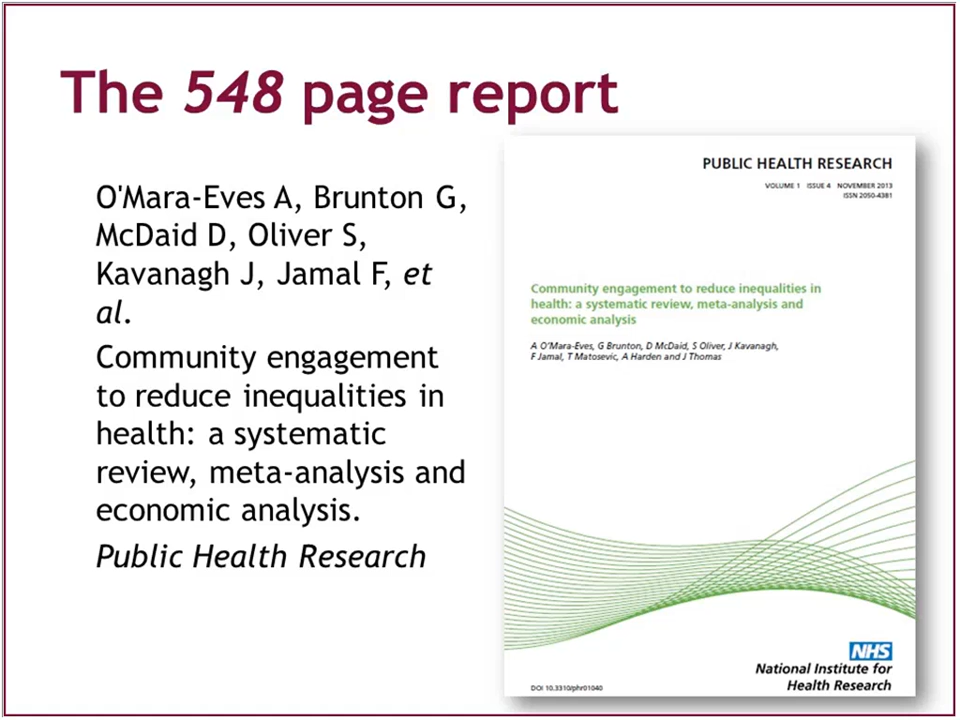 The 548 page report
O'Mara-Eves A, Brunton G,
McDaid D, Oliver S,
Kavanagh J, Jamal F, et
al.
Community engagement
to reduce inequalities in
health: a systematic
review, meta-analysis and
economic analysis.
Public Health Research
PUBLIC HEALTH RESEARCH
VOLUME 1 ISSUE 4 NOVEMBER 2013
ISSN 2050-4381
Community engagement to reduce inequalities in
health: a systematic review, meta-analysis and
economic analysis
A O'Mara-Eves, G Brunton, D McDaid, S Oliver, J Kavanagh,
F Jamal, T Matosevic, A Harden and J Thomas
NHS
National Institute for
Health Research
DOI 10.3310/phr01040